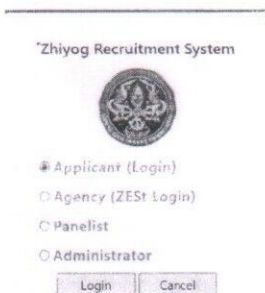 Zhiyog Recruitment System
Applicant (Login)
Agency (ZESt Login)
Panelist
Administrator
Login
Cancel